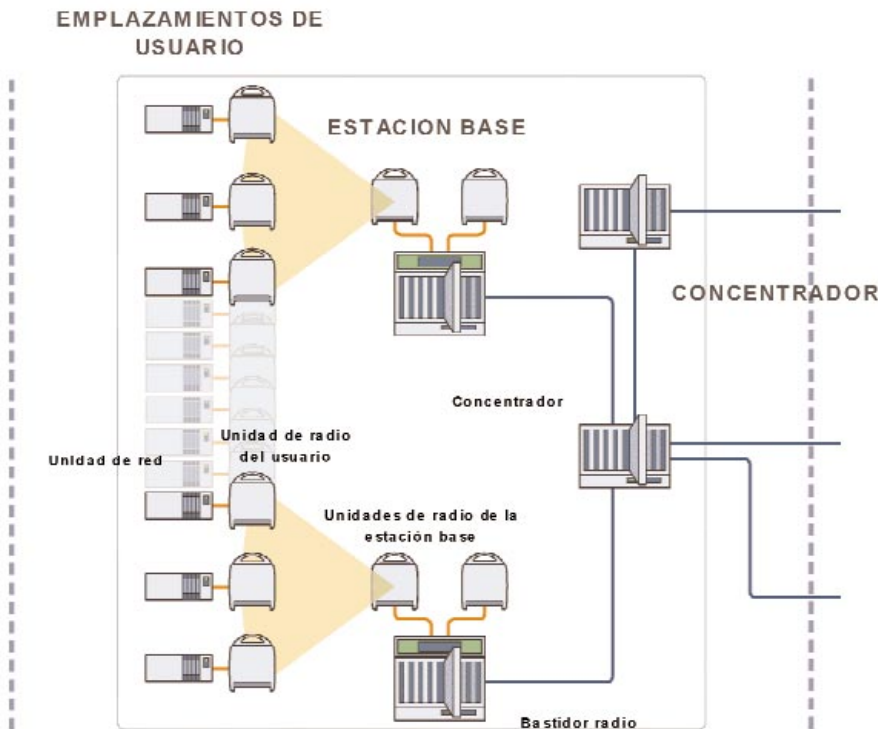 EMPLAZAMIENTOS DE
USUARIO
ESTACION BASE
CONCENTRADOR
Concentrador
Unidad de radio
del usuario
Unidad de red
Unidades de radio de la
estación base
Bastidor radio